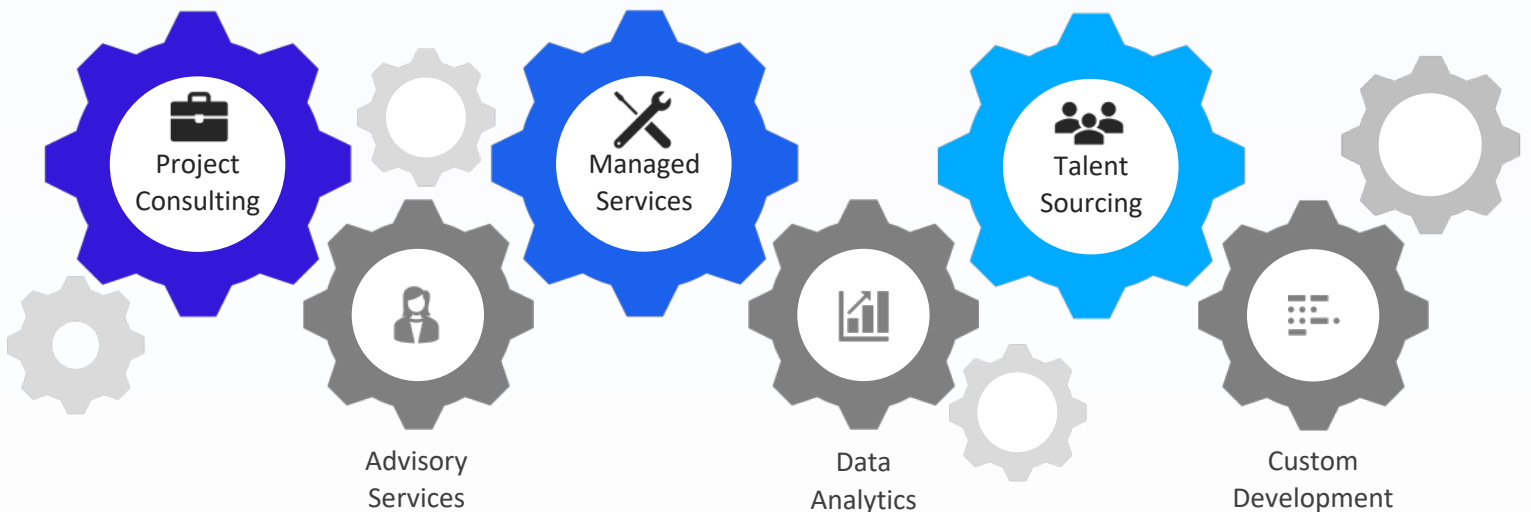 Project
Consulting
Managed
Services
Talent
Sourcing
Advisory
Services
Data
Analytics
Custom
Development